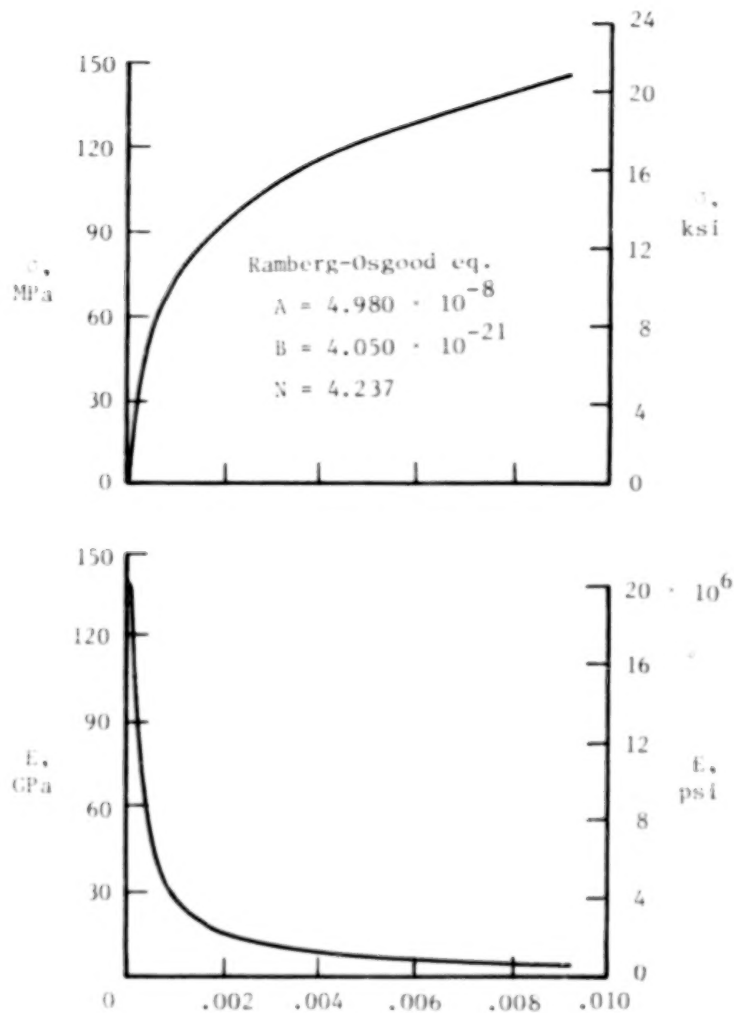 24
150
20
120
16
σ,
ksi
90
12
Ramberg-Osgood eq.
σ,
MPa
A = 4.980 · 10-8
60
8
B = 4.050 · 10-21
N = 4.237
30
4
0
0
150
20 · 106
120
16
90
12
E,
GPa
E,
psi
60
8
30
4
0
0
.002
.004
.006
.008
.010